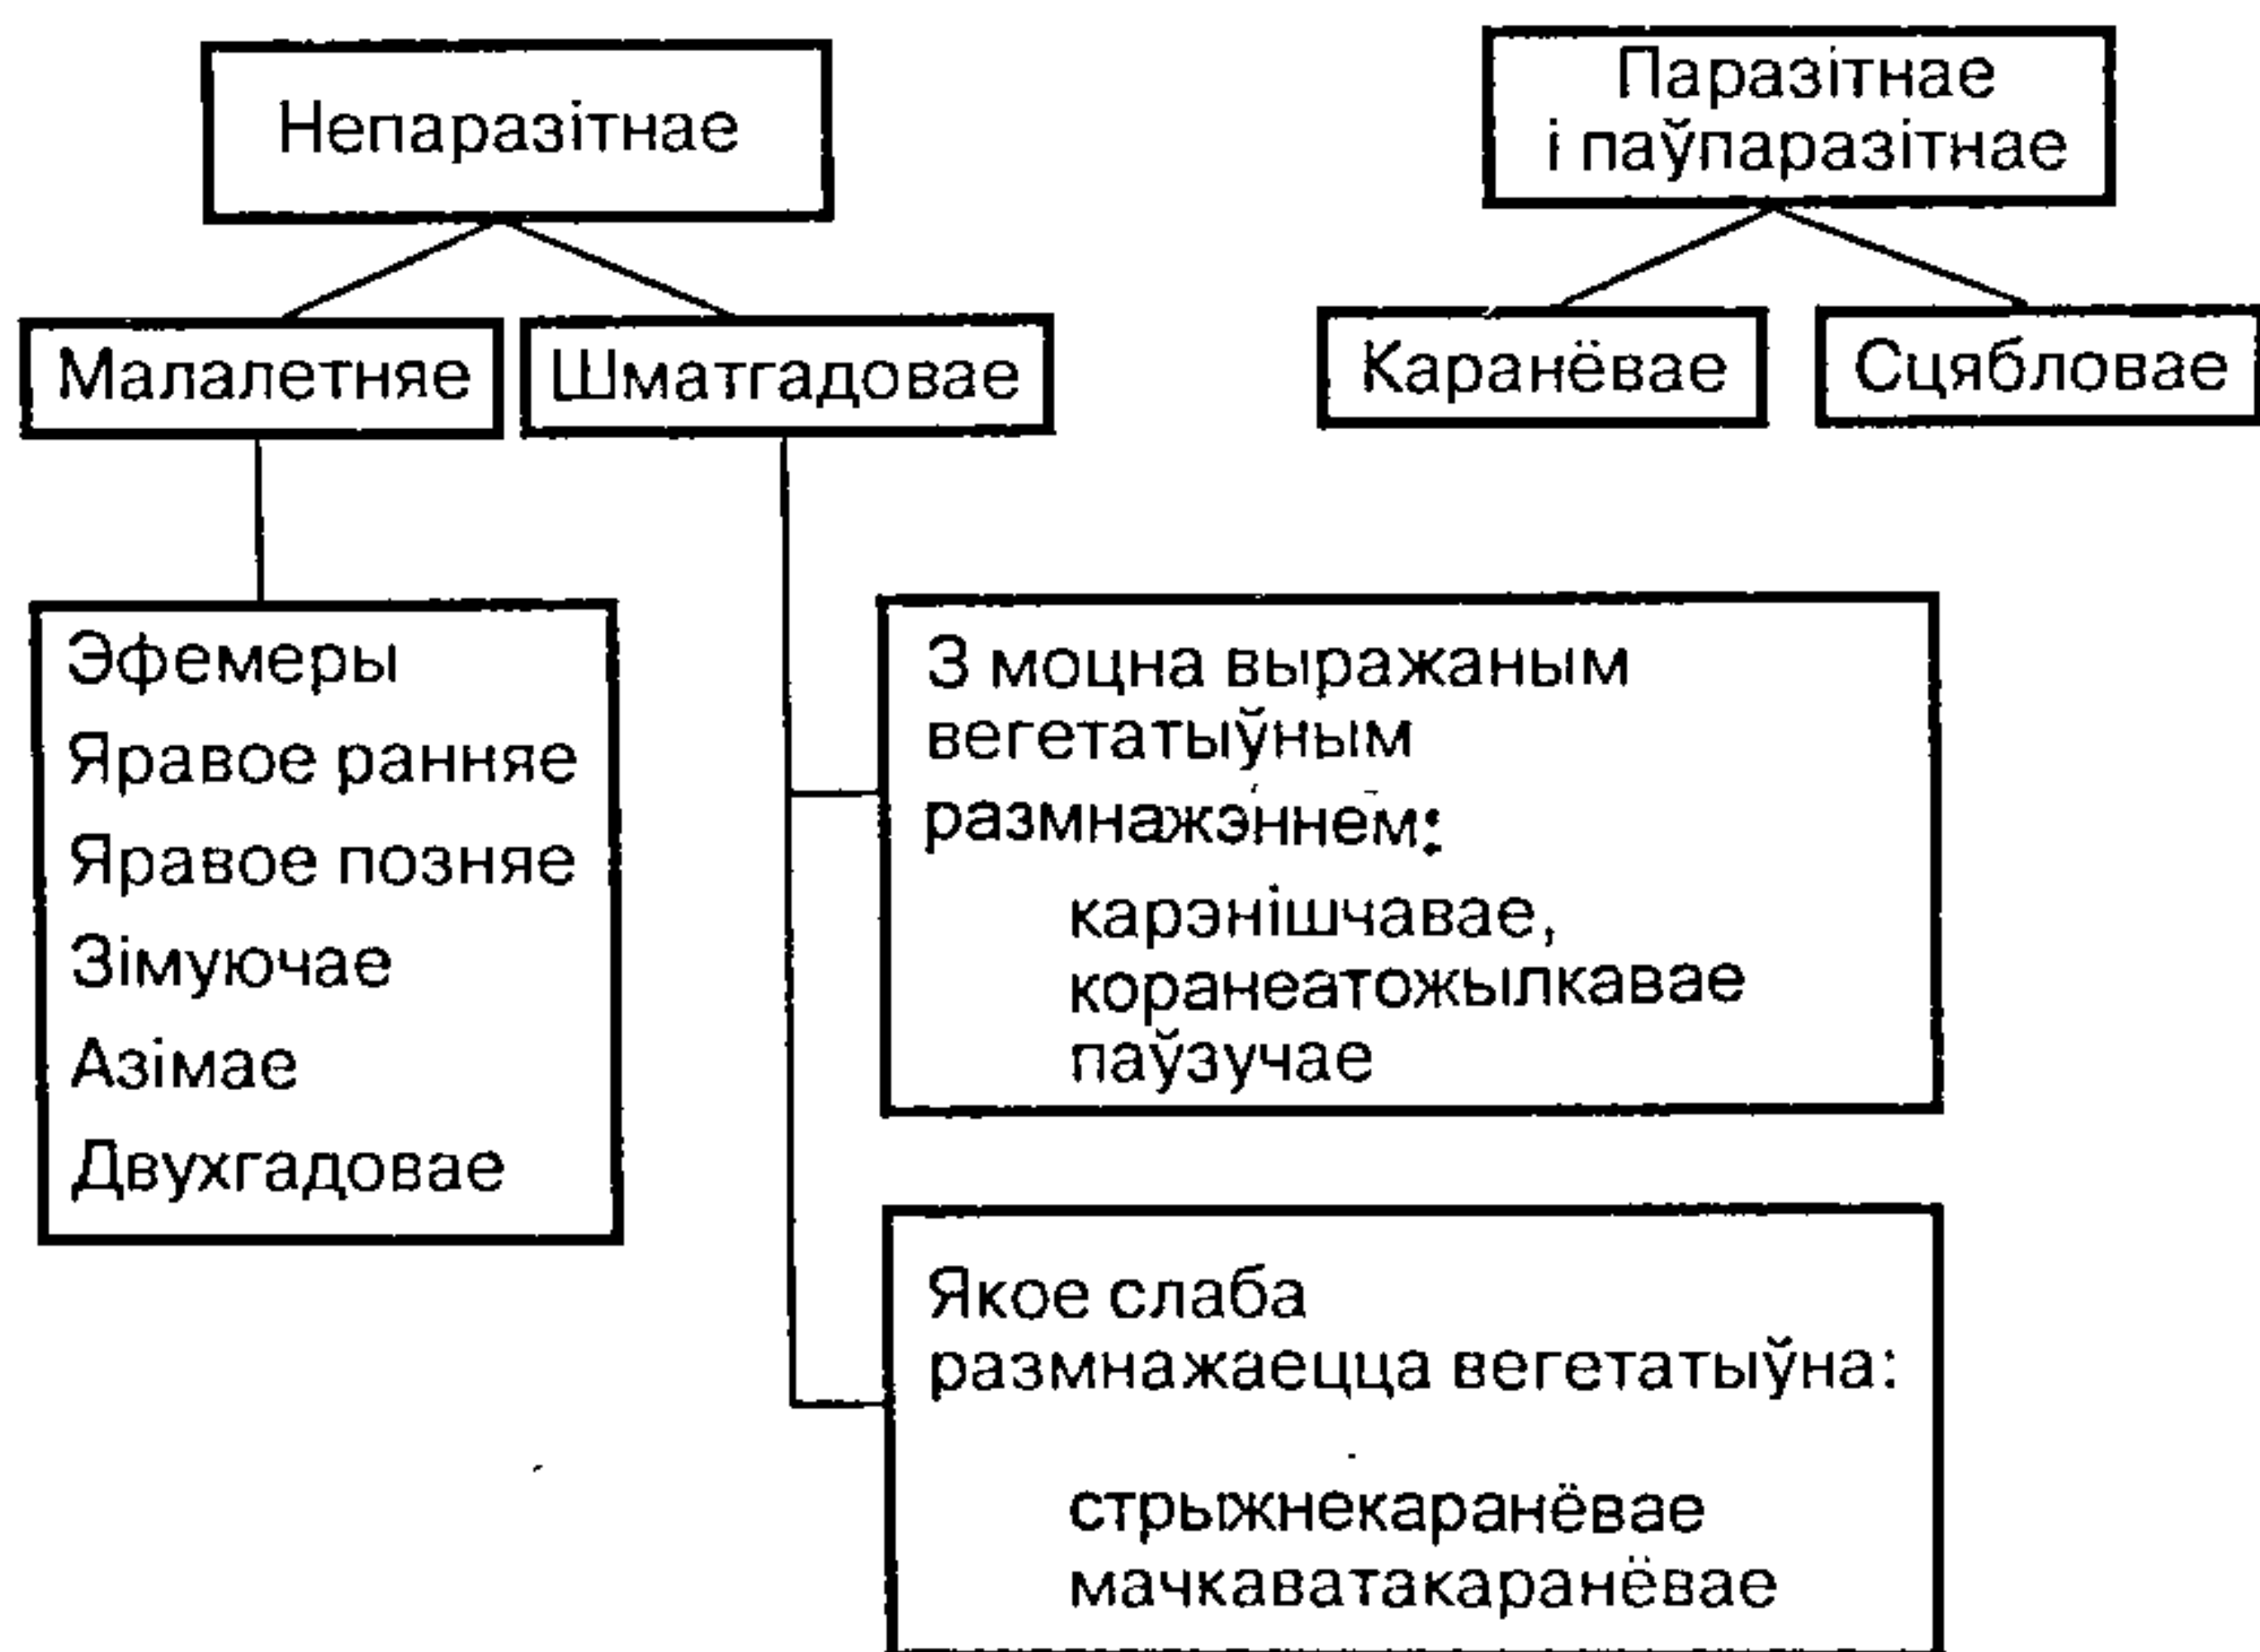 Непаразітнае
Паразітнае
і паўпаразітнае
Малалетняе
Шматгадовае
Каранёвае
Сцябловае
Эфемеры
Яравое ранняе
Яравое позняе
Зімуючае
Азімае
Двухгадовае
З моцна выражаным
вегетатыўным
размнажэннем:
карэнішчавае,
коранеатожылкавае
паўзучае
Якое слаба
размнажаецца вегетатыўна:
стрыжнекаранёвае
мачкаватакаранёвае